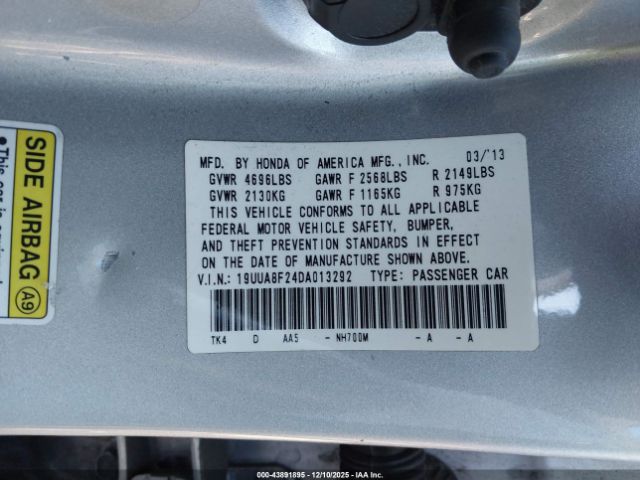 SIDE AIRBAG
A9
MFD. BY HONDA OF AMERICA MFG., INC. 03/'13
GVWR 4696LBS GAWR F 2568LBS R 2149LBS
GVWR 2130KG GAWR F 1165KG R 975KG
THIS VEHICLE CONFORMS TO ALL APPLICABLE
FEDERAL MOTOR VEHICLE SAFETY, BUMPER,
AND THEFT PREVENTION STANDARDS IN EFFECT
ON THE DATE OF MANUFACTURE SHOWN ABOVE.
V.I.N.: 19UUA8F24DA013292 TYPE: PASSENGER CAR
TK4 D AA5 - NH700M - A - A
000-43891895 - 12/10/2025 - IAA Inc.